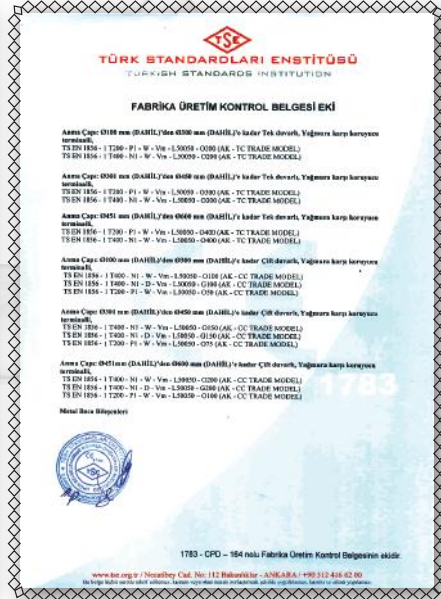 TSE
TÜRK STANDARDLARI ENSTİTÜSÜ
TURKISH STANDARDS INSTITUTION
FABRİKA ÜRETİM KONTROL BELGESİ EKİ
Anma Çapı: Ø100 mm (DAHİL)'den Ø300 mm (DAHİL)'e kadar Tek duvarlı, Yağmura karşı koruyucu
terminalli,
TS EN 1856 - 1 T200 - P1 - W - Vm - L50050 - O200 (AK - TC TRADE MODEL)
TS EN 1856 - 1 T400 - N1 - W - Vm - L50050 - O200 (AK - TC TRADE MODEL)
Anma Çapı: Ø301 mm (DAHİL)'den Ø450 mm (DAHİL)'e kadar Tek duvarlı, Yağmura karşı koruyucu
terminalli,
TS EN 1856 - 1 T200 - P1 - W - Vm - L50050 - O300 (AK - TC TRADE MODEL)
TS EN 1856 - 1 T400 - N1 - W - Vm - L50050 - O300 (AK - TC TRADE MODEL)
Anma Çapı: Ø451 mm (DAHİL)'den Ø600 mm (DAHİL)'e kadar Tek duvarlı, Yağmura karşı koruyucu
terminalli,
TS EN 1856 - 1 T200 - P1 - W - Vm - L50050 - O400 (AK - TC TRADE MODEL)
TS EN 1856 - 1 T400 - N1 - W - Vm - L50050 - O400 (AK - TC TRADE MODEL)
Anma Çapı: Ø100 mm (DAHİL)'den Ø300 mm (DAHİL)'e kadar Çift duvarlı, Yağmura karşı koruyucu
terminalli,
TS EN 1856 - 1 T400 - N1 - W - Vm - L50050 - O100 (AK - CC TRADE MODEL)
TS EN 1856 - 1 T400 - N1 - D - Vm - L50050 - G100 (AK - CC TRADE MODEL)
TS EN 1856 - 1 T200 - P1 - W - Vm - L50050 - O50 (AK - CC TRADE MODEL)
Anma Çapı: Ø301 mm (DAHİL)'den Ø450 mm (DAHİL)'e kadar Çift duvarlı, Yağmura karşı koruyucu
terminalli,
TS EN 1856 - 1 T400 - N1 - W - Vm - L50050 - O150 (AK - CC TRADE MODEL)
TS EN 1856 - 1 T400 - N1 - D - Vm - L50050 - G150 (AK - CC TRADE MODEL)
TS EN 1856 - 1 T200 - P1 - W - Vm - L50050 - O75 (AK - CC TRADE MODEL)
Anma Çapı: Ø451mm (DAHİL)'den Ø600 mm (DAHİL)'e kadar Çift duvarlı, Yağmura karşı koruyucu
terminalli,
TS EN 1856 - 1 T400 - N1 - W - Vm - L50050 - O200 (AK - CC TRADE MODEL)
TS EN 1856 - 1 T400 - N1 - D - Vm - L50050 - G200 (AK - CC TRADE MODEL)
TS EN 1856 - 1 T200 - P1 - W - Vm - L50050 - O100 (AK - CC TRADE MODEL)
1783
Metal Baca Bileşenleri
TSE
1783 - CPD - 164 nolu Fabrika Üretim Kontrol Belgesinin ekidir.
www.tse.org.tr / Necatibey Cad. No: 112 Bakanlıklar - ANKARA / +90 312 416 62 00